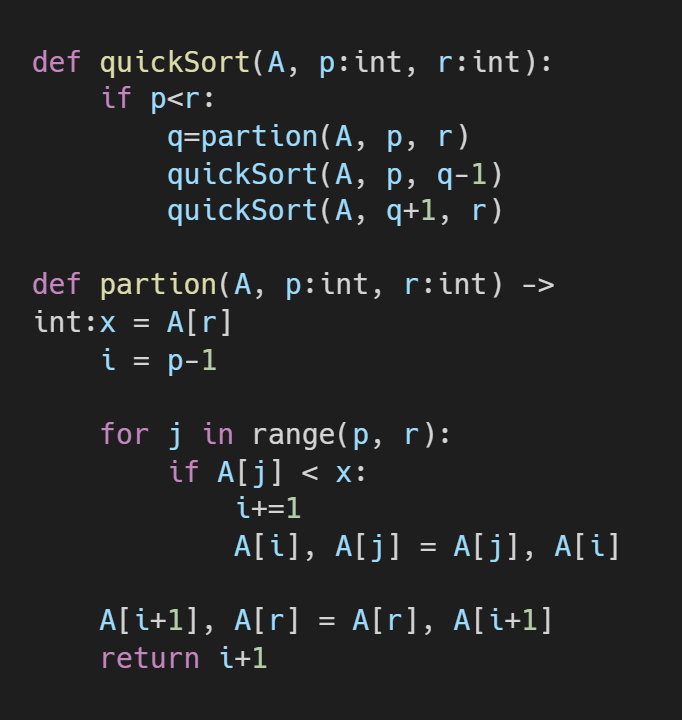 def quickSort(A, p:int, r:int):
    if p<r:
        q=partion(A, p, r)
        quickSort(A, p, q-1)
        quickSort(A, q+1, r)

def partion(A, p:int, r:int) ->
int:x = A[r]
    i = p-1

    for j in range(p, r):
        if A[j] < x:
            i+=1
            A[i], A[j] = A[j], A[i]

    A[i+1], A[r] = A[r], A[i+1]
    return i+1